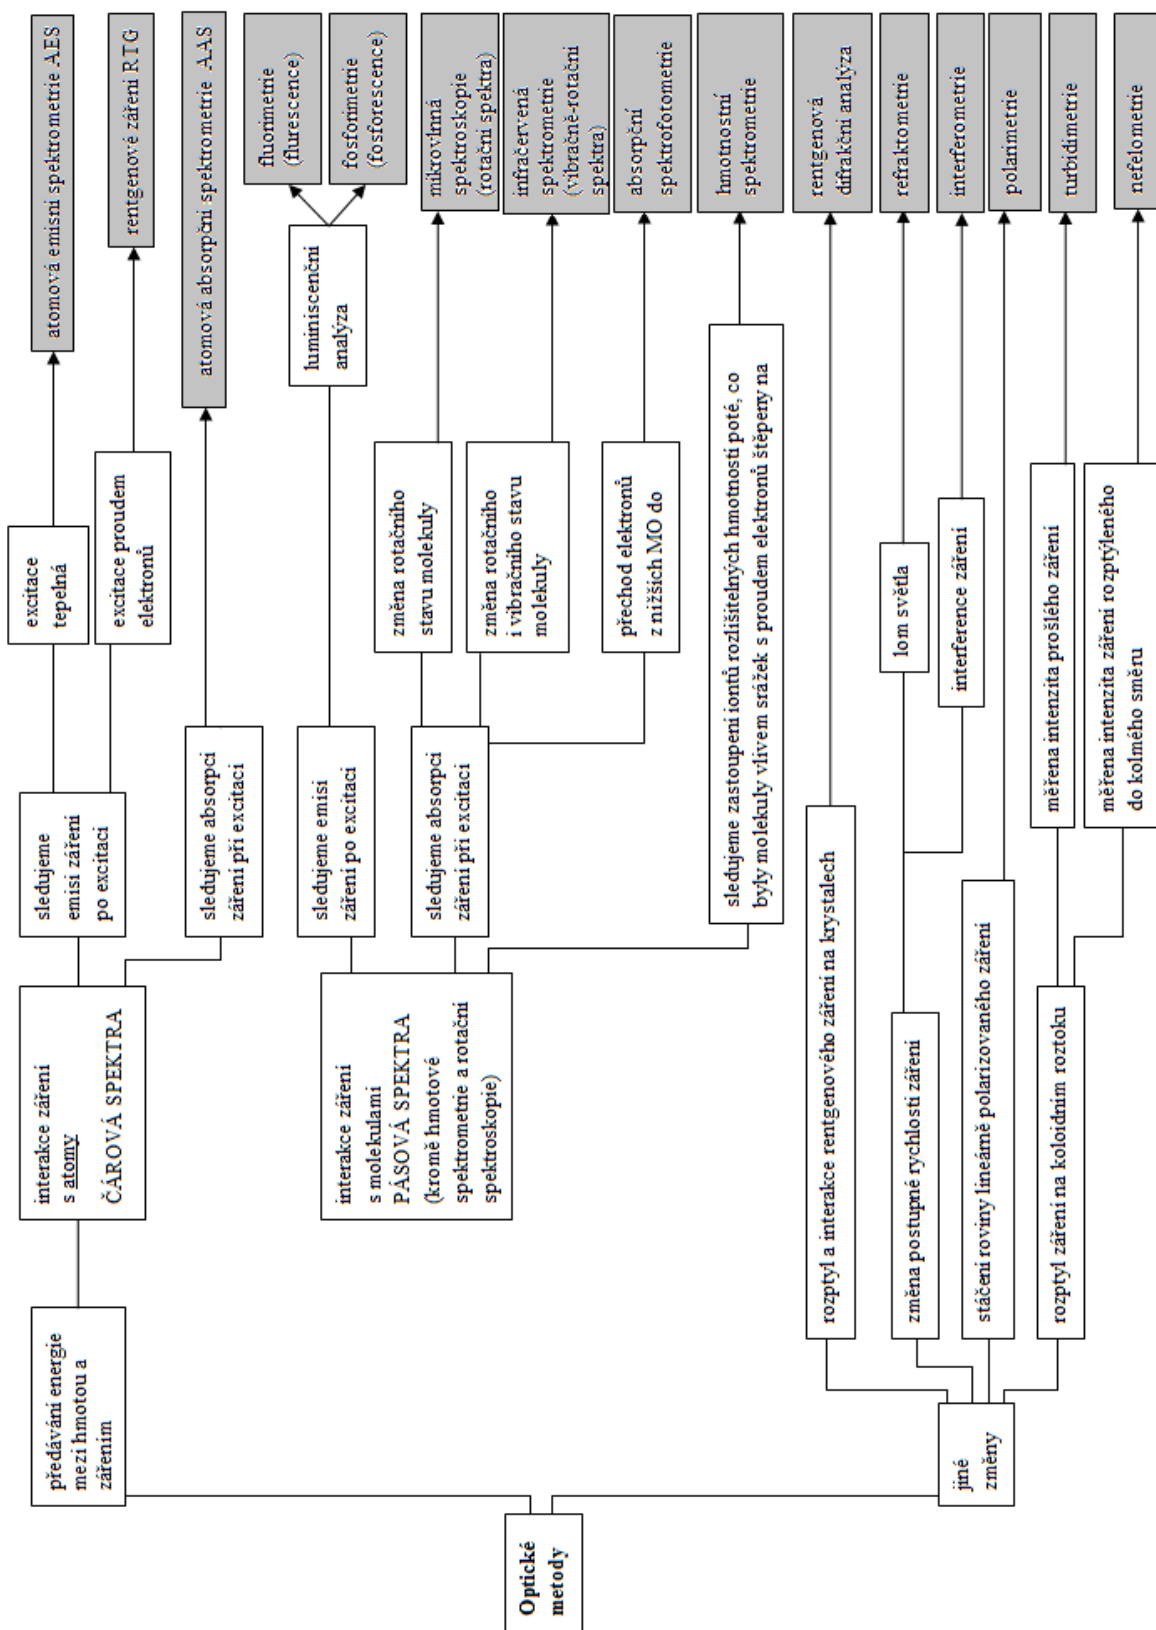 Optické
metody
předávání energie
mezi hmotou a
zářením
interakce záření
s atomy
ČÁROVÁ SPEKTRA
sledujeme
emisi záření
po excitaci
excitace
tepelná
atomová emisní spektrometrie AES
excitace proudem
elektronů
rentgenové záření RTG
sledujeme absorpci
záření při excitaci
atomová absorpční spektrometrie AAS
interakce záření
s molekulami
PÁSOVÁ SPEKTRA
(kromě hmotové
spektrometrie a rotační
spektroskopie)
sledujeme emisi
záření po excitaci
luminiscenční
analýza
fluorimetrie
(flurescence)
fosforimetrie
(fosforescence)
sledujeme absorpci
záření při excitaci
změna rotačního
stavu molekuly
mikrovlnná
spektroskopie
(rotační spektra)
změna rotačního
i vibračního stavu
molekuly
infračervená
spektrometrie
(vibračně-rotační
spektra)
přechod elektronů
z nižších MO do
absorpční
spektrofotometrie
sledujeme zastoupení iontů rozlišitelných hmotností poté, co
byly molekuly vlivem srážek s proudem elektronů štěpeny na
hmotnostní
spektrometrie
jiné
změny
rozptyl a interakce rentgenového záření na krystalech
rentgenová
difrakční analýza
změna postupné rychlosti záření
lom světla
refraktometrie
interference záření
interferometrie
stáčení roviny lineárně polarizovaného záření
polarimetrie
rozptyl záření na koloidním roztoku
měřena intenzita prošlého záření
turbidimetrie
měřena intenzita záření rozptýleného
do kolmého směru
nefelometrie